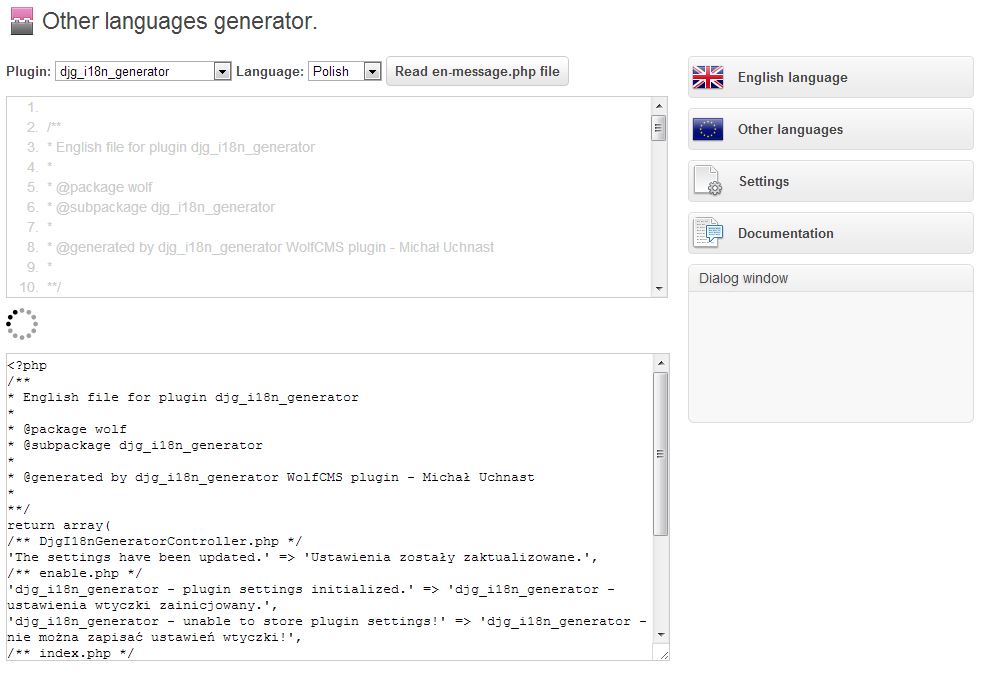 Other languages generator.
Plugin: djg_i18n_generator Language: Polish Read en-message.php file
1.
2. /**
3. * English file for plugin djg_i18n_generator
4. *
5. * @package wolf
6. * @subpackage djg_i18n_generator
7. *
8. * @generated by djg_i18n_generator WolfCMS plugin - Michał Uchnast
9. *
10. **/
<?php
/**
* English file for plugin djg_i18n_generator
*
* @package wolf
* @subpackage djg_i18n_generator
*
* @generated by djg_i18n_generator WolfCMS plugin - Michał Uchnast
*
**/
return array(
/** DjgI18nGeneratorController.php */
'The settings have been updated.' => 'Ustawienia zostały zaktualizowane.',
/** enable.php */
'djg_i18n_generator - plugin settings initialized.' => 'djg_i18n_generator -
ustawienia wtyczki zainicjowany.',
'djg_i18n_generator - unable to store plugin settings!' => 'djg_i18n_generator -
nie można zapisać ustawień wtyczki!',
/** index.php */
English language
Other languages
Settings
Documentation
Dialog window